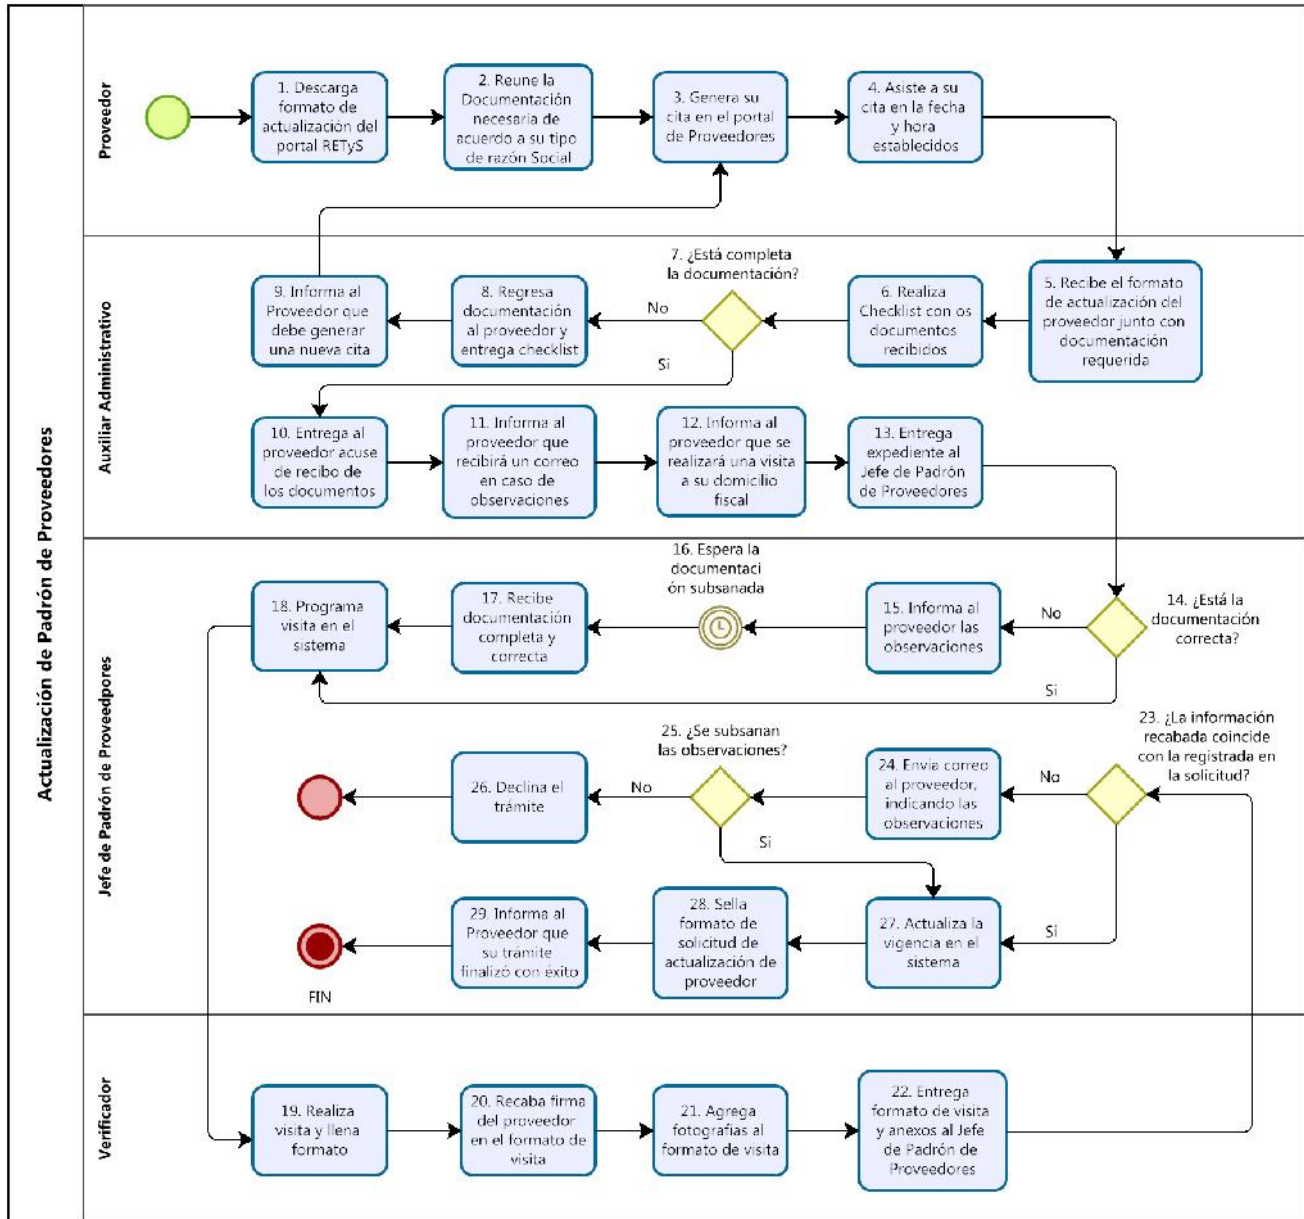 Actualización de Padrón de Proveedores
Proveedor
1. Descarga
formato de
actualización del
portal RETyS
2. Reune la
Documentación
necesaria de
acuerdo a su tipo
de razón Social
3. Genera su
cita en el portal
de Proveedores
4. Asiste a su
cita en la fecha
y hora
establecidos
Auxiliar Administrativo
5. Recibe el formato
de actualización del
proveedor junto con
documentación
requerida
6. Realiza
Checklist con os
documentos
recibidos
7. ¿Está completa
la documentación?
No
Si
8. Regresa
documentación
al proveedor y
entrega checklist
9. Informa al
Proveedor que
debe generar
una nueva cita
10. Entrega al
proveedor acuse
de recibo de
los documentos
11. Informa al
proveedor que
recibirá un correo
en caso de
observaciones
12. Informa al
proveedor que se
realizará una visita
a su domicilio
fiscal
13. Entrega
expediente al
Jefe de Padrón
de Proveedores
Jefe de Padrón de Proveedpores
14. ¿Está la
documentación
correcta?
No
Si
15. Informa al
proveedor las
observaciones
16. Espera la
documentaci
ón subsanada
17. Recibe
documentación
completa y
correcta
18. Programa
visita en el
sistema
Verificador
19. Realiza
visita y llena
formato
20. Recaba firma
del proveedor
en el formato de
visita
21. Agrega
fotografías al
formato de visita
22. Entrega
formato de visita
y anexos al Jefe
de Padrón de
Proveedores
23. ¿La información
recabada coincide
con la registrada en
la solicitud?
No
Si
24. Envia correo
al proveedor,
indicando las
observaciones
25. ¿Se subsanan
las observaciones?
No
Si
26. Declina el
trámite
27. Actualiza la
vigencia en el
sistema
28. Sella
formato de
solicitud de
actualización de
proveedor
29. Informa al
Proveedor que
su trámite
finalizó con éxito
FIN